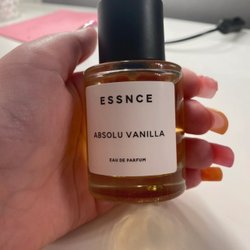 ESSNCE
ABSOLU VANILLA
EAU DE PARFUM